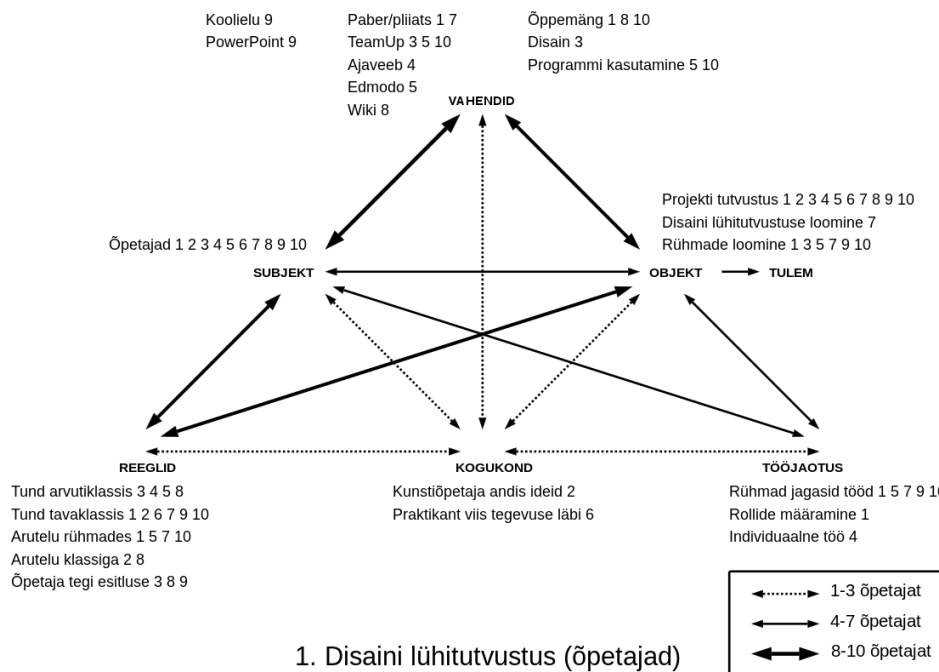 Koolielu 9
PowerPoint 9
Paber/pliiats 1 7
TeamUp 3 5 10
Ajaveeb 4
Edmodo 5
Wiki 8
Õppemäng 1 8 10
Disain 3
Programmi kasutamine 5 10
VAHENDID
Projekti tutvustus 1 2 3 4 5 6 7 8 9 10
Disaini lühitutvustuse loomine 7
Rühmade loomine 1 3 5 7 9 10
Õpetajad 1 2 3 4 5 6 7 8 9 10
SUBJEKT
OBJEKT
TULEM
REEGLID
Tund arvutiklassis 3 4 5 8
Tund tavaklassis 1 2 6 7 9 10
Arutelu rühmades 1 5 7 10
Arutelu klassiga 2 8
Õpetaja tegi esitluse 3 8 9
KOGUKOND
Kunstiõpetaja andis ideid 2
Praktikant viis tegevuse läbi 6
TÖÖJAOTUS
Rühmad jagasid tööd 1 5 7 9 10
Rollide määramine 1
Individuaalne töö 4
1-3 õpetajat
4-7 õpetajat
8-10 õpetajat
1. Disaini lühitutvustus (õpetajad)